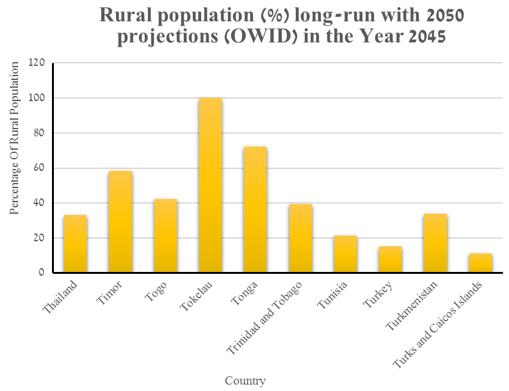 Rural population (%) long-run with 2050
projections (OWID) in the Year 2045
Percentage Of Rural Population
120
100
80
60
40
20
0
Thailand
Timor
Togo
Tokelau
Tonga
Trinidad and Tobago
Tunisia
Turkey
Turkmenistan
Turks and Caicos Islands
Country